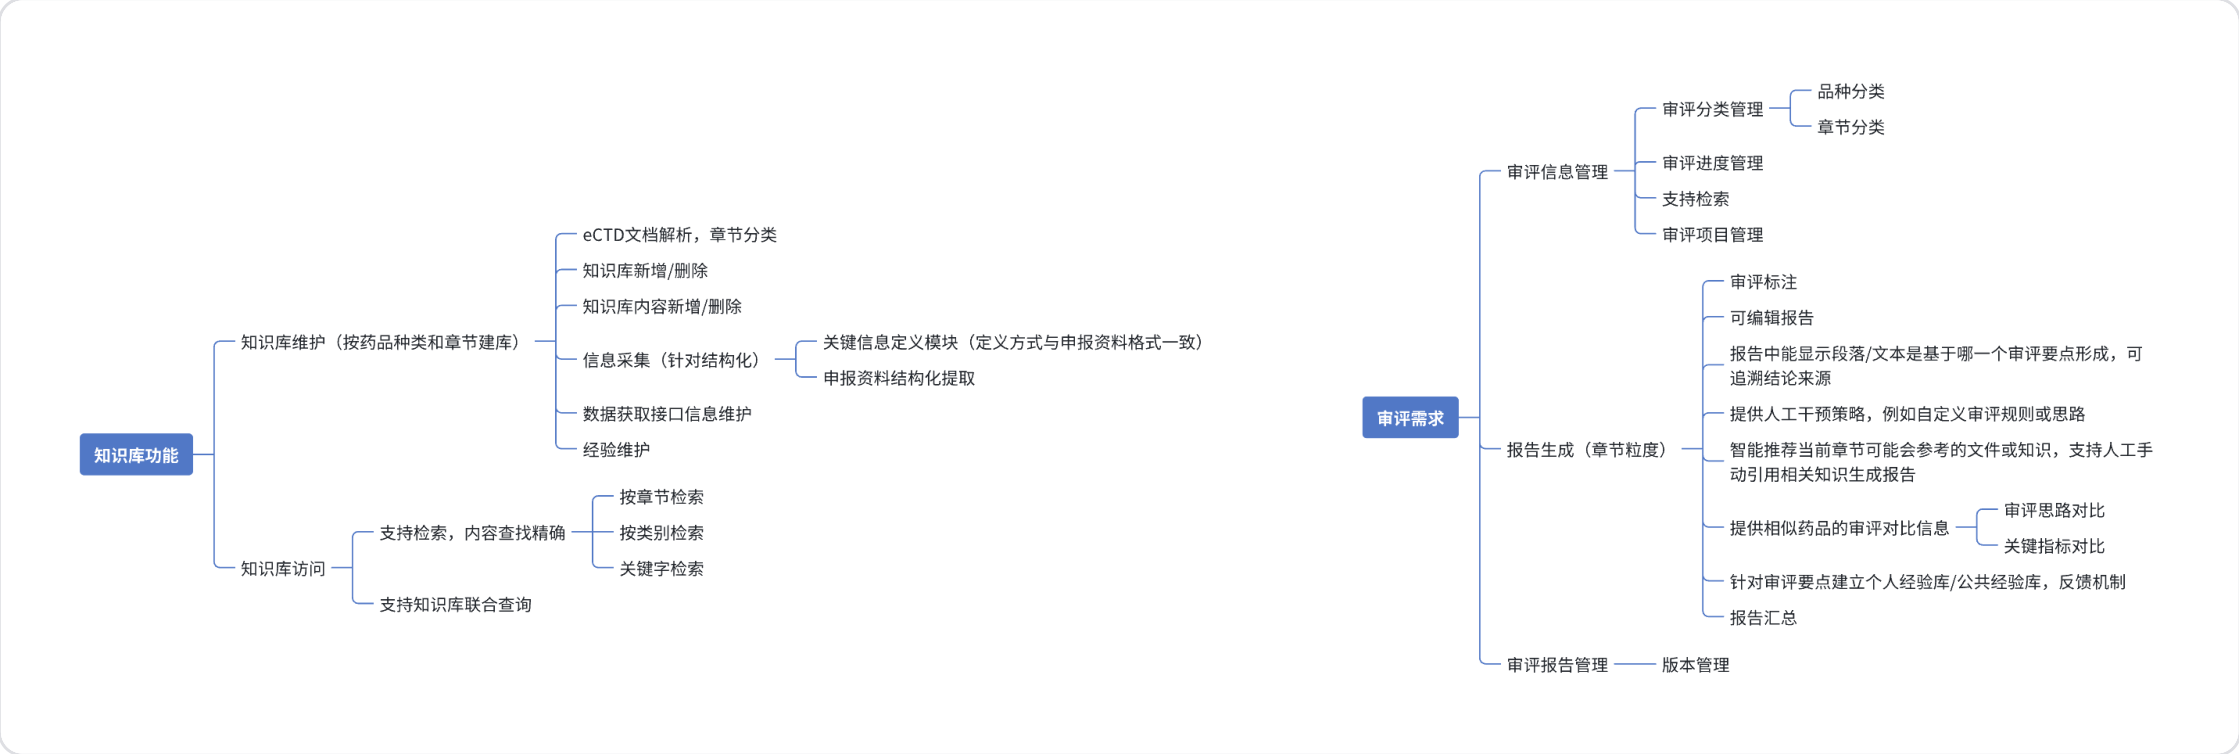 知识库功能
知识库维护（按药品种类和章节建库）
eCTD文档解析，章节分类
知识库新增/删除
知识库内容新增/删除
信息采集（针对结构化）
关键信息定义模块（定义方式与申报资料格式一致）
申报资料结构化提取
数据获取接口信息维护
经验维护
知识库访问
支持检索，内容查找精确
按章节检索
按类别检索
关键字检索
支持知识库联合查询
审评需求
审评信息管理
审评分类管理
品种分类
章节分类
审评进度管理
支持检索
审评项目管理
报告生成（章节粒度）
审评标注
可编辑报告
报告中能显示段落/文本是基于哪一个审评要点形成，可
追溯结论来源
提供人工干预策略，例如自定义审评规则或思路
智能推荐当前章节可能会参考的文件或知识，支持人工手
动引用相关知识生成报告
提供相似药品的审评对比信息
审评思路对比
关键指标对比
针对审评要点建立个人经验库/公共经验库，反馈机制
报告汇总
审评报告管理
版本管理